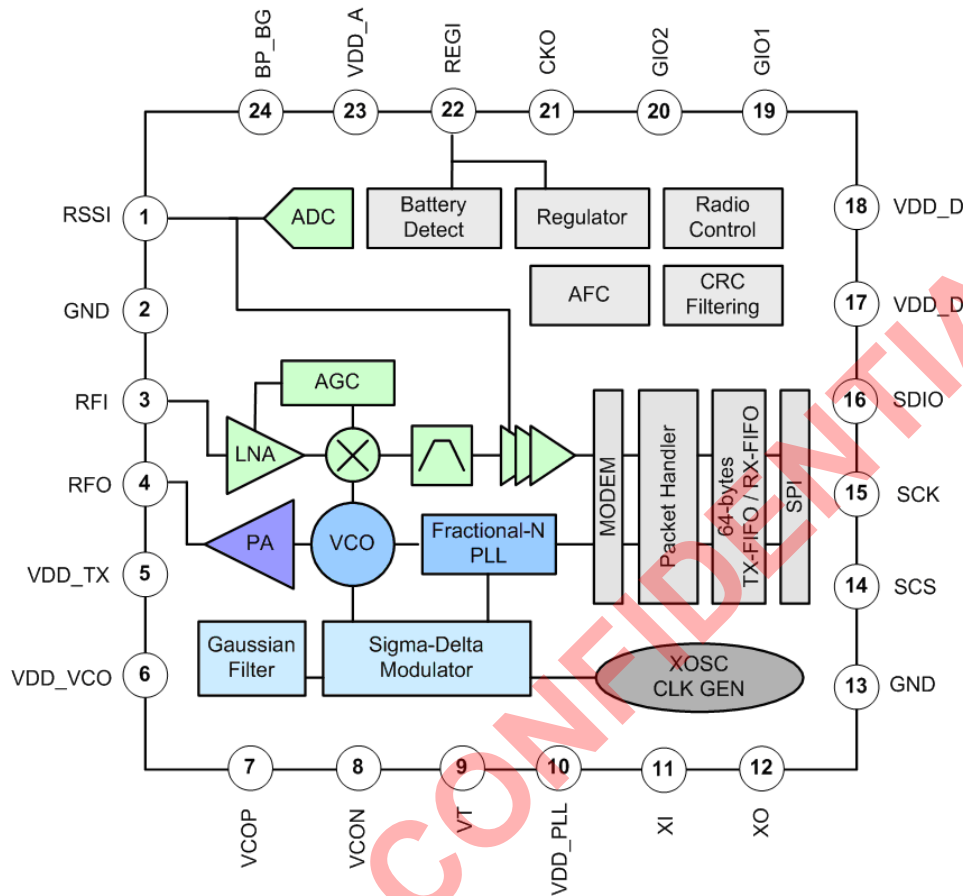 BP_BG
VDD_A
REGI
CKO
GIO2
GIO1
24
23
22
21
20
19
RSSI
1
ADC
Battery
Detect
Regulator
Radio
Control
18
VDD_D
GND
2
AFC
CRC
Filtering
17
VDD_D
RFI
3
AGC
16
SDIO
LNA
RFO
4
MODEM
Packet Handler
64-bytes
TX-FIFO / RX-FIFO
SPI
15
SCK
PA
VCO
Fractional-N
PLL
VDD_TX
5
14
SCS
Gaussian
Filter
Sigma-Delta
Modulator
XOSC
CLK GEN
VDD_VCO
6
13
GND
7
8
9
10
11
12
VCOP
VCON
VT
VDD_PLL
XI
XO
CONFIDENTIA